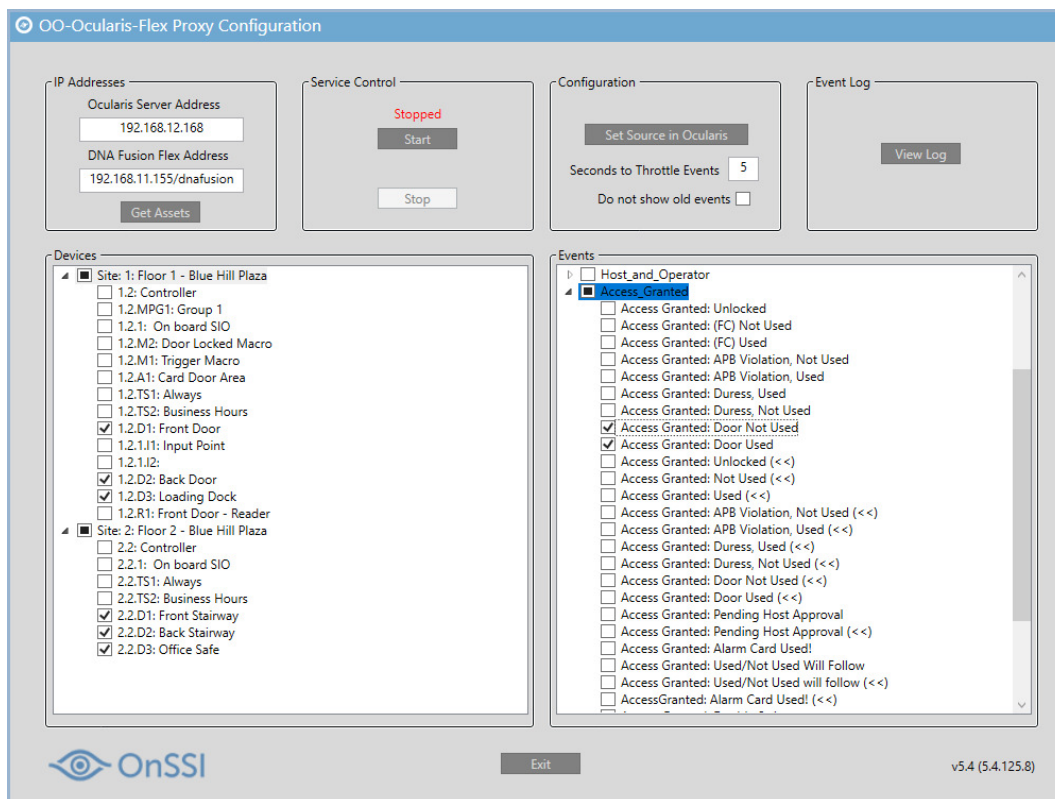 OO-Ocularis-Flex Proxy Configuration
IP Addresses
Ocularis Server Address
192.168.12.168
DNA Fusion Flex Address
192.168.11.155/dnafusion
Get Assets
Service Control
Stopped
Start
Stop
Configuration
Set Source in Ocularis
Seconds to Throttle Events 5
Do not show old events
Event Log
View Log
Devices
Site: 1: Floor 1 - Blue Hill Plaza
1.2: Controller
1.2.MPG1: Group 1
1.2.1: On board SIO
1.2.M2: Door Locked Macro
1.2.M1: Trigger Macro
1.2.A1: Card Door Area
1.2.TS1: Always
1.2.TS2: Business Hours
1.2.D1: Front Door
1.2.1.I1: Input Point
1.2.1.I2:
1.2.D2: Back Door
1.2.D3: Loading Dock
1.2.R1: Front Door - Reader
Site: 2: Floor 2 - Blue Hill Plaza
2.2: Controller
2.2.1: On board SIO
2.2.TS1: Always
2.2.TS2: Business Hours
2.2.D1: Front Stairway
2.2.D2: Back Stairway
2.2.D3: Office Safe
Events
Host_and_Operator
Access_Granted
Access Granted: Unlocked
Access Granted: (FC) Not Used
Access Granted: (FC) Used
Access Granted: APB Violation, Not Used
Access Granted: APB Violation, Used
Access Granted: Duress, Used
Access Granted: Duress, Not Used
Access Granted: Door Not Used
Access Granted: Door Used
Access Granted: Unlocked (<<)
Access Granted: Not Used (<<)
Access Granted: Used (<<)
Access Granted: APB Violation, Not Used (<<)
Access Granted: APB Violation, Used (<<)
Access Granted: Duress, Used (<<)
Access Granted: Duress, Not Used (<<)
Access Granted: Door Not Used (<<)
Access Granted: Door Used (<<)
Access Granted: Pending Host Approval
Access Granted: Pending Host Approval (<<)
Access Granted: Alarm Card Used!
Access Granted: Used/Not Used Will Follow
Access Granted: Used/Not Used will follow (<<)
AccessGranted: Alarm Card Used! (<<)
OnSSI
Exit
v5.4 (5.4.125.8)